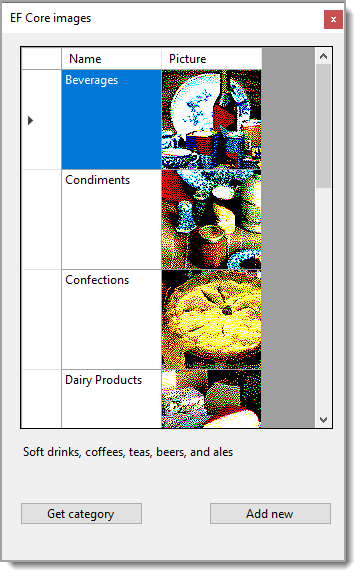 EF Core images
x
Name Picture
Beverages
Condiments
Confections
Dairy Products
Soft drinks, coffees, teas, beers, and ales
Get category Add new